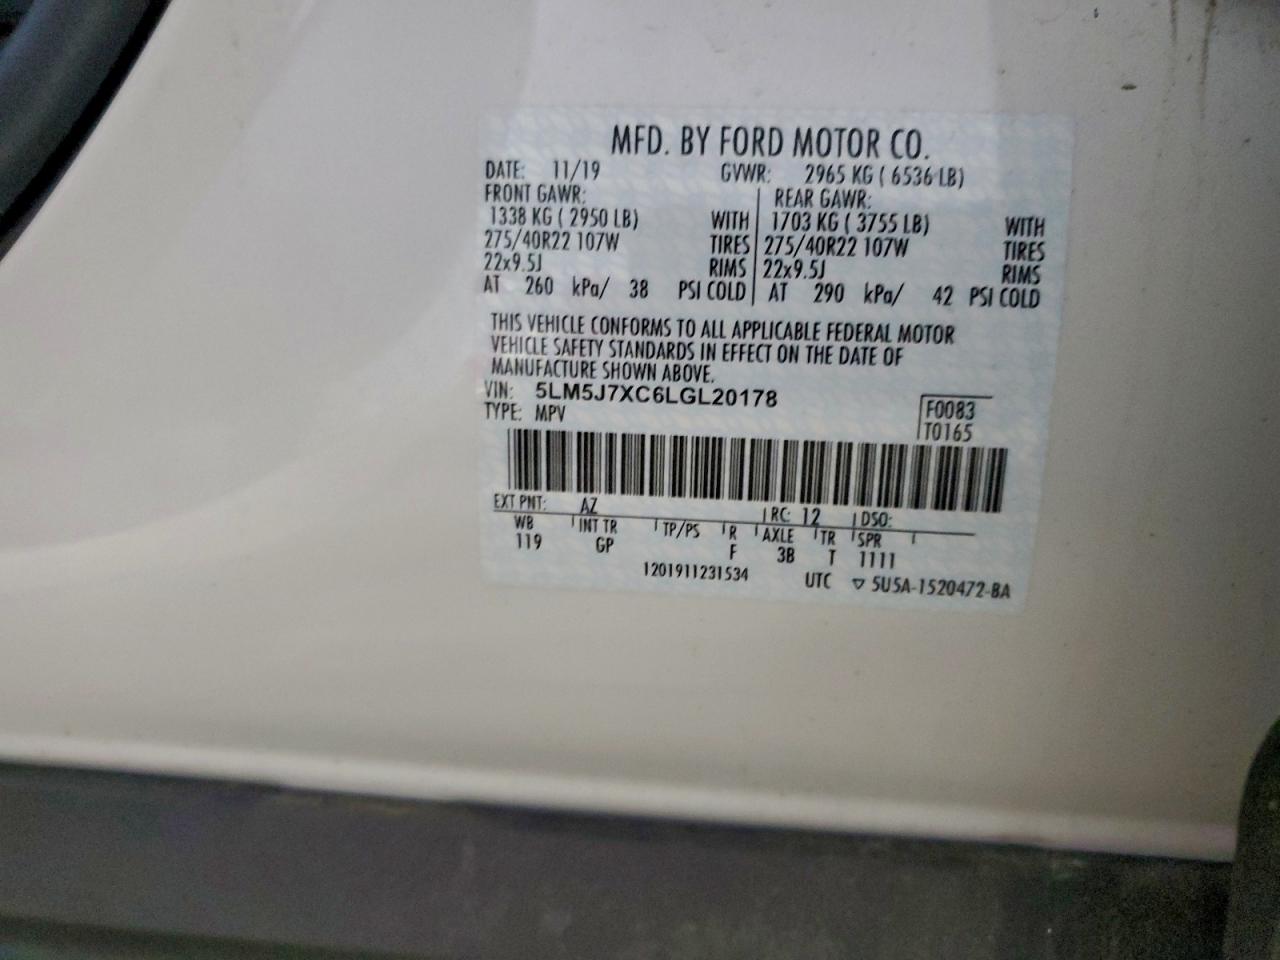 MFD. BY FORD MOTOR CO.
DATE: 11/19 GVWR: 2965 KG ( 6536 LB)
FRONT GAWR: REAR GAWR:
1338 KG ( 2950 LB) WITH 1703 KG ( 3755 LB) WITH
275/40R22 107W TIRES 275/40R22 107W TIRES
22x9.5J RIMS 22x9.5J RIMS
AT 260 kPa/ 38 PSI COLD AT 290 kPa/ 42 PSI COLD
THIS VEHICLE CONFORMS TO ALL APPLICABLE FEDERAL MOTOR
VEHICLE SAFETY STANDARDS IN EFFECT ON THE DATE OF
MANUFACTURE SHOWN ABOVE.
VIN: 5LM5J7XC6LGL20178
TYPE: MPV F0083
T0165
EXT PNT: AZ RC: 12 DSO:
WB INT TR TP/PS R AXLE TR SPR
119 GP F 3B T 1111
1201911231534 UTC ▽ 5U5A-1520472-BA